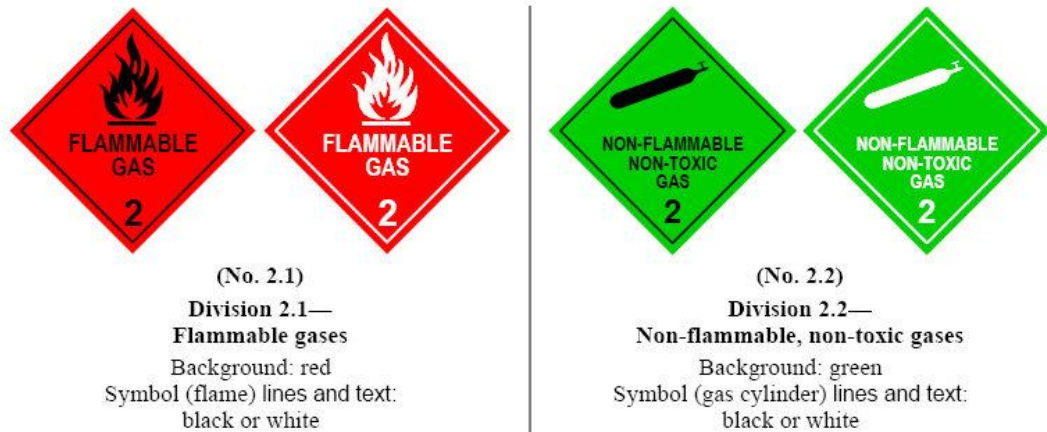 FLAMMABLE
GAS
2
FLAMMABLE
GAS
2
(No. 2.1)
Division 2.1—
Flammable gases
Background: red
Symbol (flame) lines and text:
black or white
NON-FLAMMABLE
NON-TOXIC
GAS
2
NON-FLAMMABLE
NON-TOXIC
GAS
2
(No. 2.2)
Division 2.2—
Non-flammable, non-toxic gases
Background: green
Symbol (gas cylinder) lines and text:
black or white